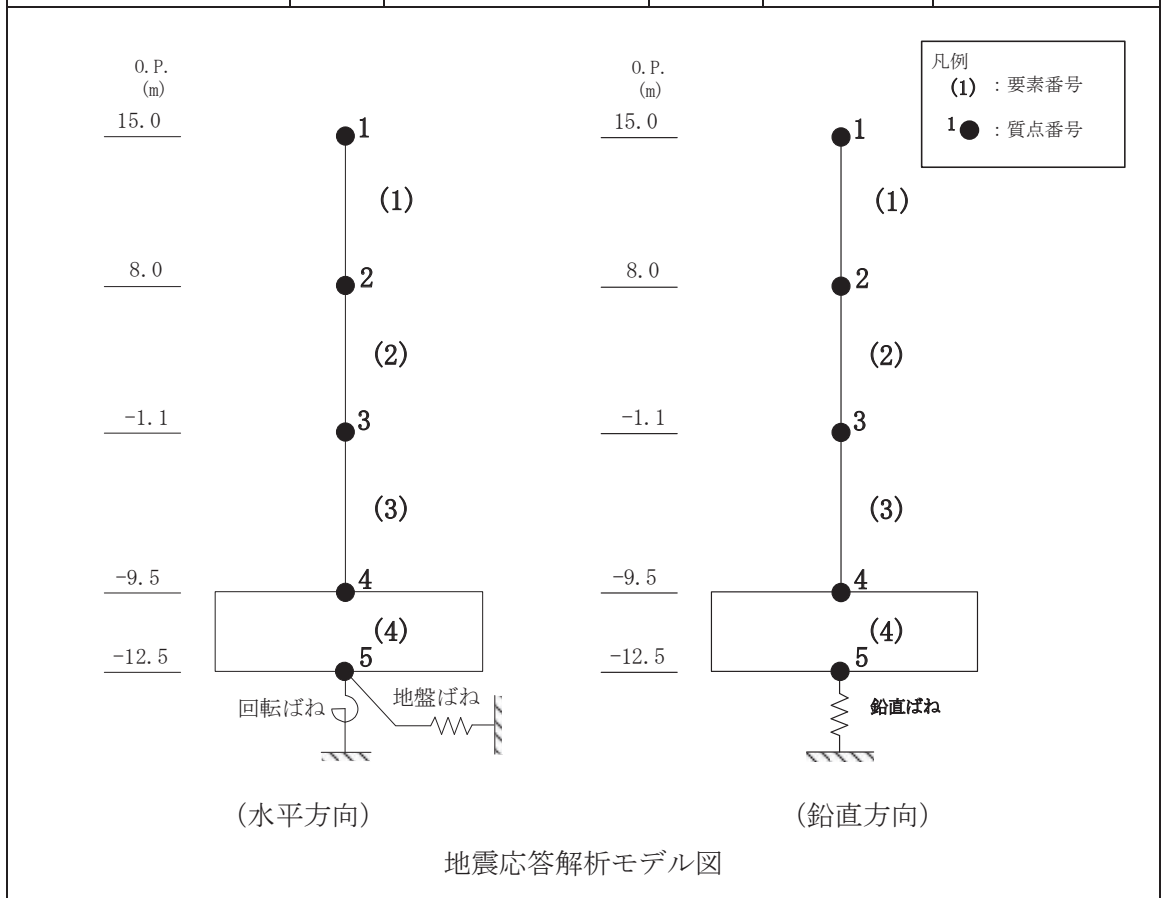 O.P.
(m)
15.0
8.0
-1.1
-9.5
-12.5
1
(1)
2
(2)
3
(3)
4
(4)
5
回転ばね
地盤ばね
(水平方向)
O.P.
(m)
15.0
8.0
-1.1
-9.5
-12.5
1
(1)
2
(2)
3
(3)
4
(4)
5
鉛直ばね
(鉛直方向)
凡例
(1) : 要素番号
1 ● : 質点番号
地震応答解析モデル図